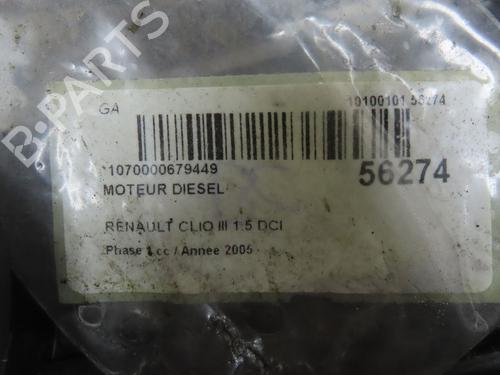 GA
10100101 56274
1070000679449
56274
MOTEUR DIESEL
RENAULT CLIO III 1.5 DCI
Phase 1 cc / Annee 2005
B-PARTS